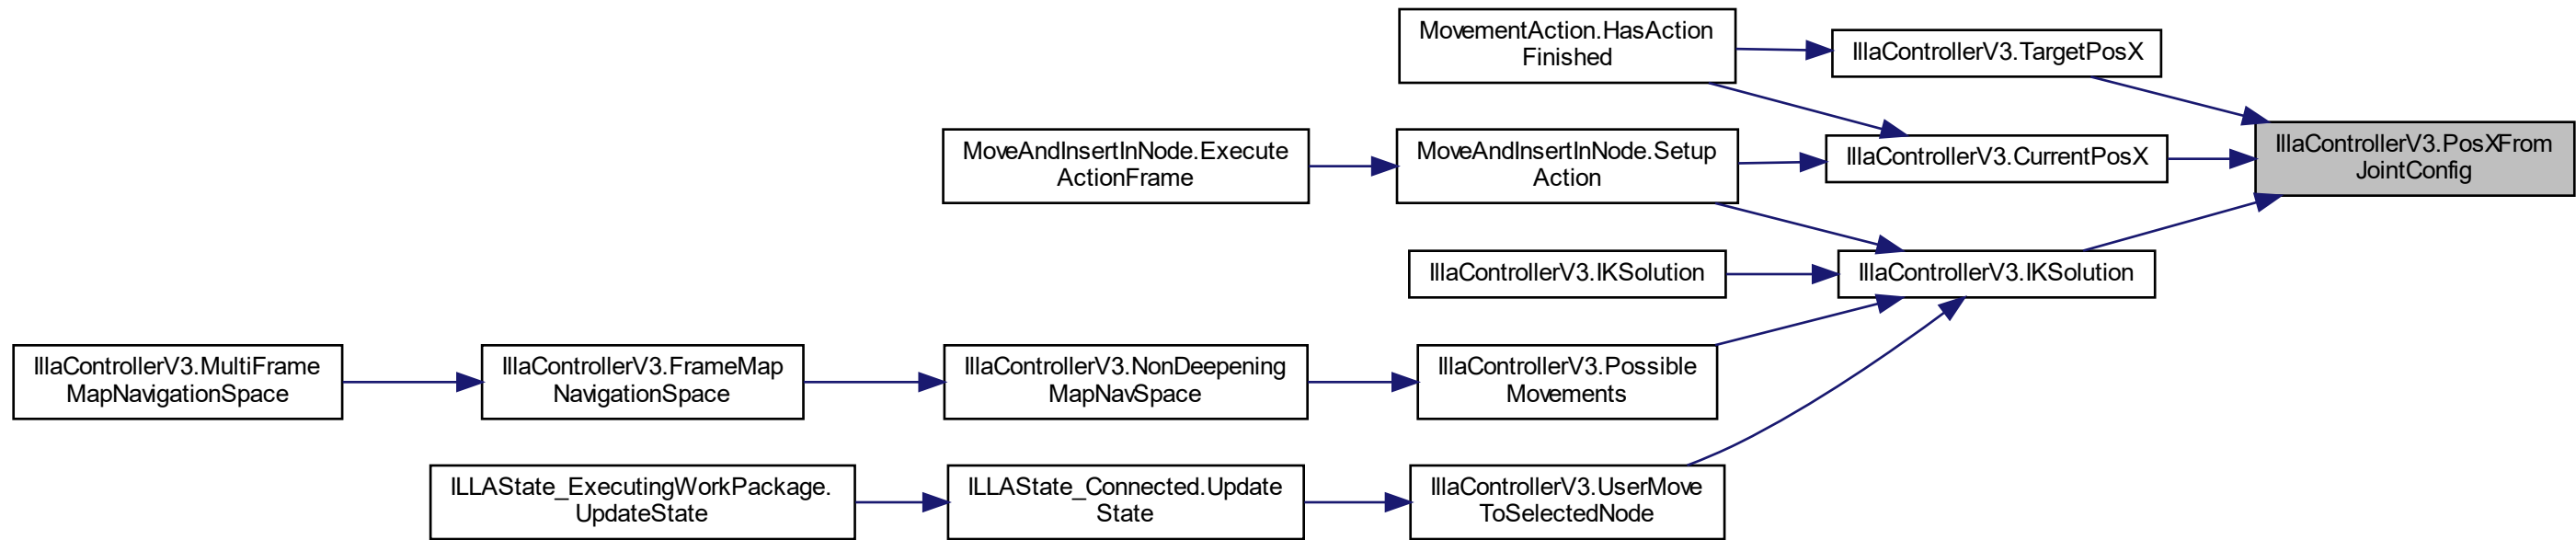 MovementAction.HasAction
Finished
IllaControllerV3.TargetPosX
IllaControllerV3.PosXFrom
JointConfig
MoveAndInsertInNode.Execute
ActionFrame
MoveAndInsertInNode.Setup
Action
IllaControllerV3.CurrentPosX
IllaControllerV3.IKSolution
IllaControllerV3.IKSolution
IllaControllerV3.MultiFrame
MapNavigationSpace
IllaControllerV3.FrameMap
NavigationSpace
IllaControllerV3.NonDeepening
MapNavSpace
IllaControllerV3.Possible
Movements
ILLAState_ExecutingWorkPackage.
UpdateState
ILLAState_Connected.Update
State
IllaControllerV3.UserMove
ToSelectedNode